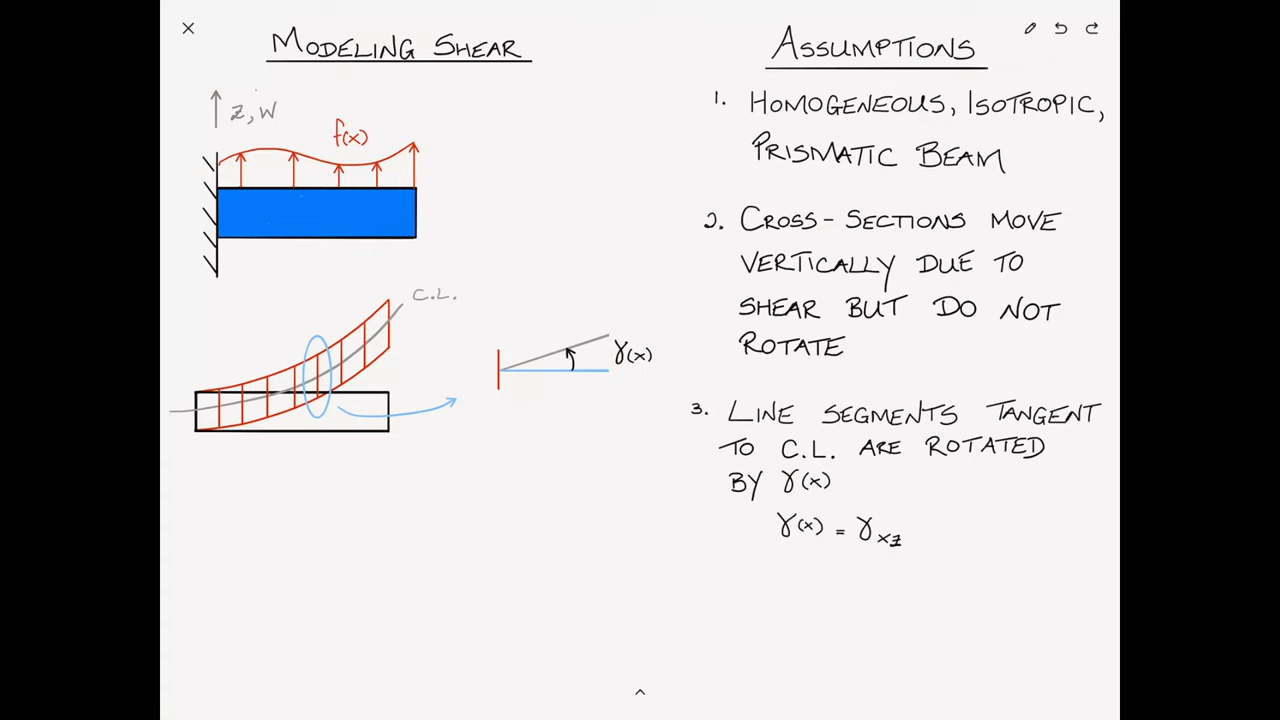 MODELING SHEAR
z, w
f(x)
C.L.
γ(x)
ASSUMPTIONS
1. HOMOGENEOUS, ISOTROPIC,
PRISMATIC BEAM
2. CROSS-SECTIONS MOVE
VERTICALLY DUE TO
SHEAR BUT DO NOT
ROTATE
3. LINE SEGMENTS TANGENT
TO C.L. ARE ROTATED
BY γ(x)
γ(x) = γxz